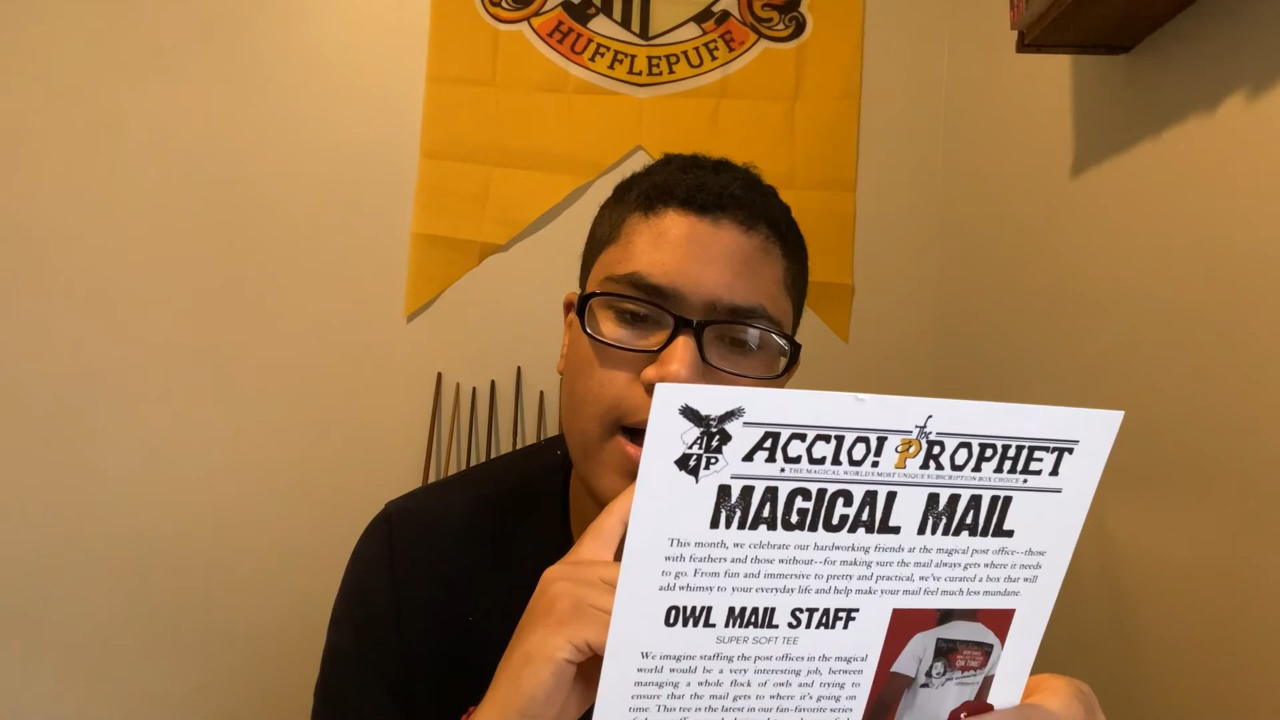 HUFFLEPUFF
A P
P
The
ACCIO! PROPHET
THE MAGICAL WORLD'S MOST UNIQUE SUBSCRIPTION BOX CHOICE
MAGICAL MAIL
This month, we celebrate our hardworking friends at the magical post office--those
with feathers and those without--for making sure the mail always gets where it needs
to go. From fun and immersive to pretty and practical, we've curated a box that will
add whimsy to your everyday life and help make your mail feel much less mundane.
OWL MAIL STAFF
SUPER SOFT TEE
We imagine staffing the post offices in the magical
world would be a very interesting job, between
managing a whole flock of owls and trying to
ensure that the mail gets to where it's going on
time. This tee is the latest in our fan-favorite series
ON TIME